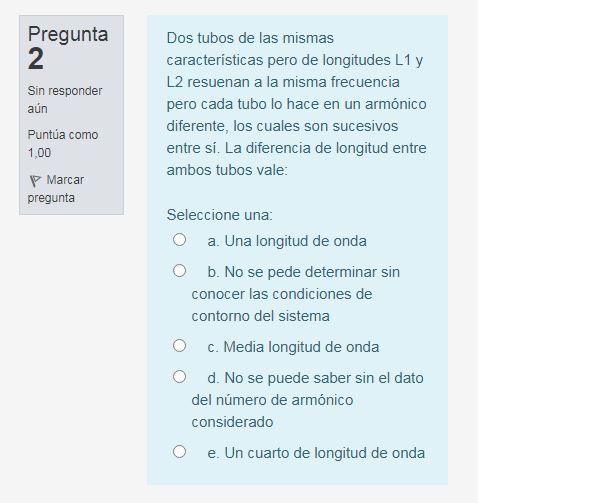 Pregunta
2
Sin responder
aún
Puntúa como
1,00
Marcar
pregunta
Dos tubos de las mismas
características pero de longitudes L1 y
L2 resuenan a la misma frecuencia
pero cada tubo lo hace en un armónico
diferente, los cuales son sucesivos
entre sí. La diferencia de longitud entre
ambos tubos vale:
Seleccione una:
a. Una longitud de onda
b. No se pede determinar sin
conocer las condiciones de
contorno del sistema
c. Media longitud de onda
d. No se puede saber sin el dato
del número de armónico
considerado
e. Un cuarto de longitud de onda